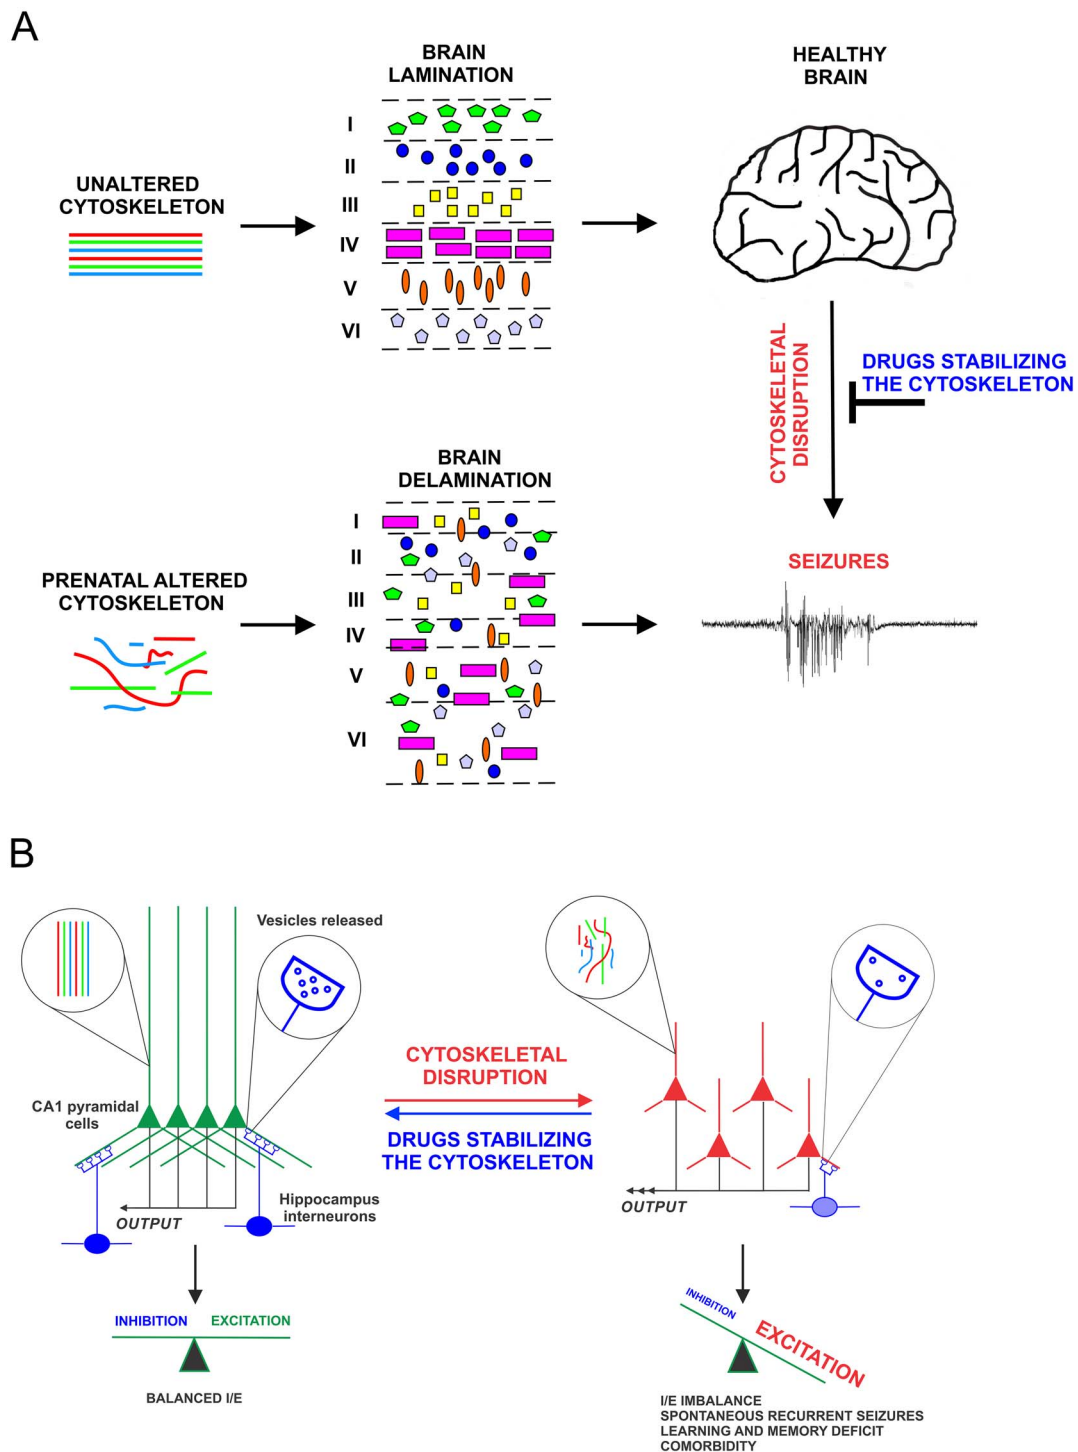 A
BRAIN
LAMINATION
HEALTHY
BRAIN
I
II
III
IV
V
VI
UNALTERED
CYTOSKELETON
CYTOSKELETAL
DISRUPTION
DRUGS STABILIZING
THE CYTOSKELETON
BRAIN
DELAMINATION
I
II
III
IV
V
VI
PRENATAL ALTERED
CYTOSKELETON
SEIZURES
B
Vesicles released
CA1 pyramidal
cells
Hippocampus
interneurons
OUTPUT
CYTOSKELETAL
DISRUPTION
DRUGS STABILIZING
THE CYTOSKELETON
OUTPUT
INHIBITION EXCITATION
BALANCED I/E
INHIBITION
EXCITATION
I/E IMBALANCE
SPONTANEOUS RECURRENT SEIZURES
LEARNING AND MEMORY DEFICIT
COMORBIDITY